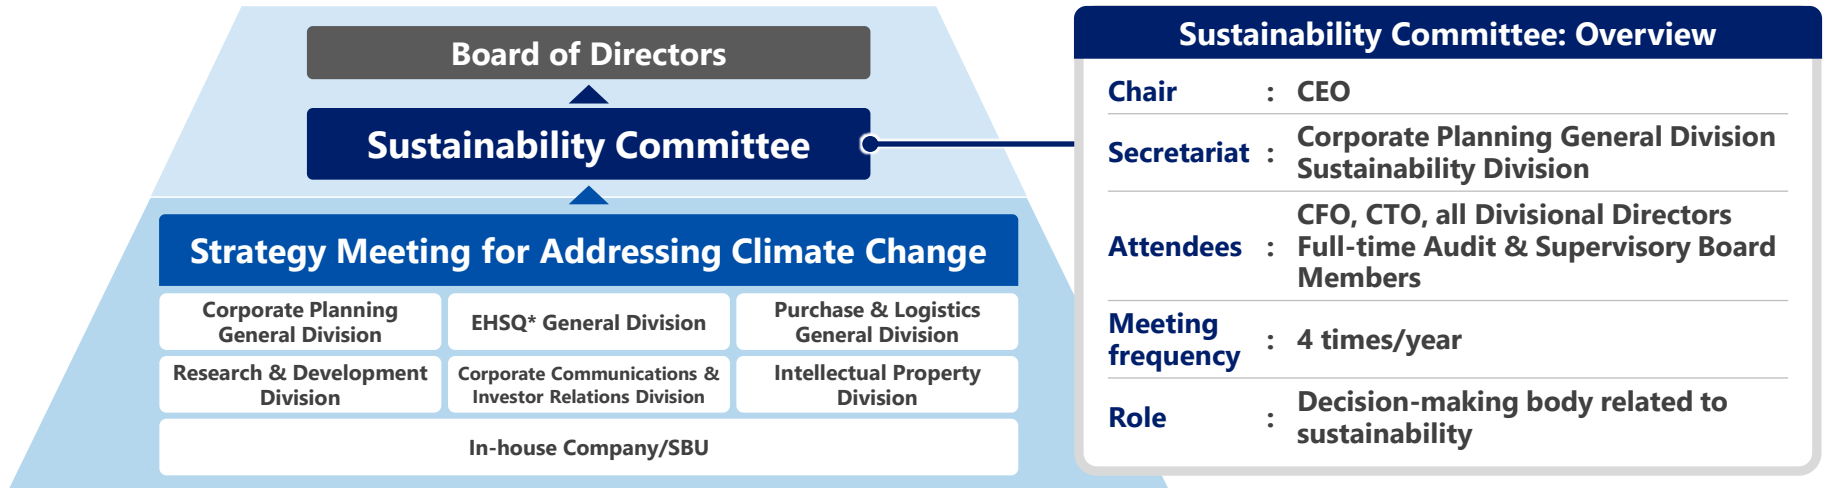 Board of Directors
Sustainability Committee
Strategy Meeting for Addressing Climate Change
Corporate Planning
General Division
EHSQ* General Division
Purchase & Logistics
General Division
Research & Development
Division
Corporate Communications &
Investor Relations Division
Intellectual Property
Division
In-house Company/SBU
Sustainability Committee: Overview
Chair : CEO
Secretariat : Corporate Planning General Division
Sustainability Division
Attendees : CFO, CTO, all Divisional Directors
Full-time Audit & Supervisory Board
Members
Meeting
frequency : 4 times/year
Role : Decision-making body related to
sustainability